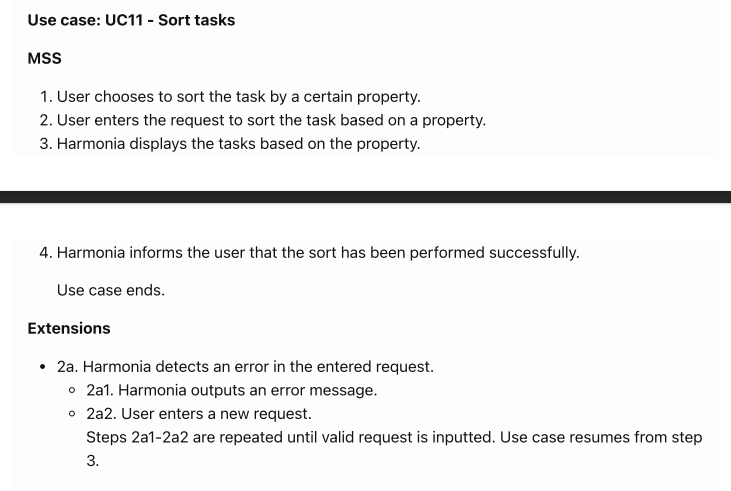 Use case: UC11 - Sort tasks
MSS
1. User chooses to sort the task by a certain property.
2. User enters the request to sort the task based on a property.
3. Harmonia displays the tasks based on the property.
4. Harmonia informs the user that the sort has been performed successfully.
Use case ends.
Extensions
• 2a. Harmonia detects an error in the entered request.
◦ 2a1. Harmonia outputs an error message.
◦ 2a2. User enters a new request.
Steps 2a1-2a2 are repeated until valid request is inputted. Use case resumes from step
3.